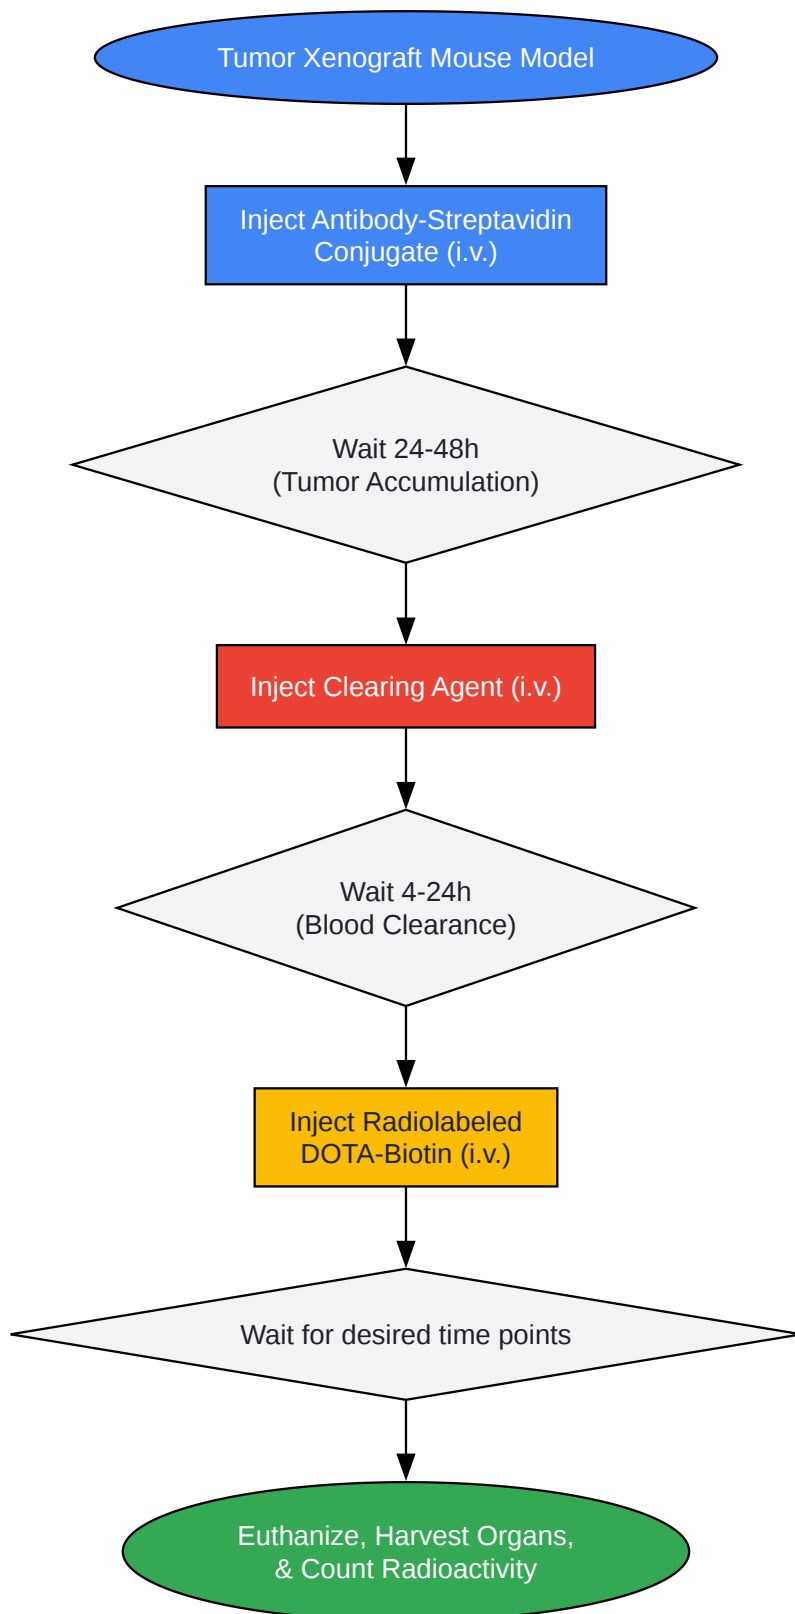 Tumor Xenograft Mouse Model
Inject Antibody-Streptavidin
Conjugate (i.v.)
Wait 24-48h
(Tumor Accumulation)
Inject Clearing Agent (i.v.)
Wait 4-24h
(Blood Clearance)
Inject Radiolabeled
DOTA-Biotin (i.v.)
Wait for desired time points
Euthanize, Harvest Organs,
& Count Radioactivity